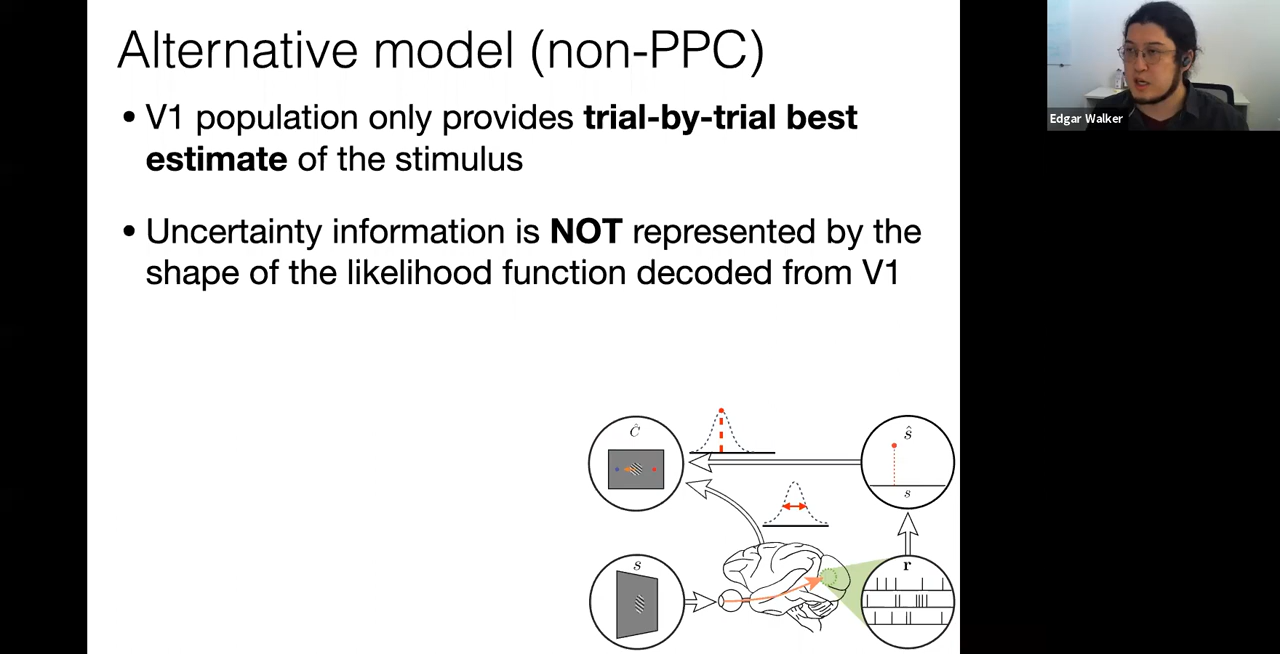 Alternative model (non-PPC)
• V1 population only provides trial-by-trial best
estimate of the stimulus
• Uncertainty information is NOT represented by the
shape of the likelihood function decoded from V1
Edgar Walker
Ĉ
ŝ
s
s
r